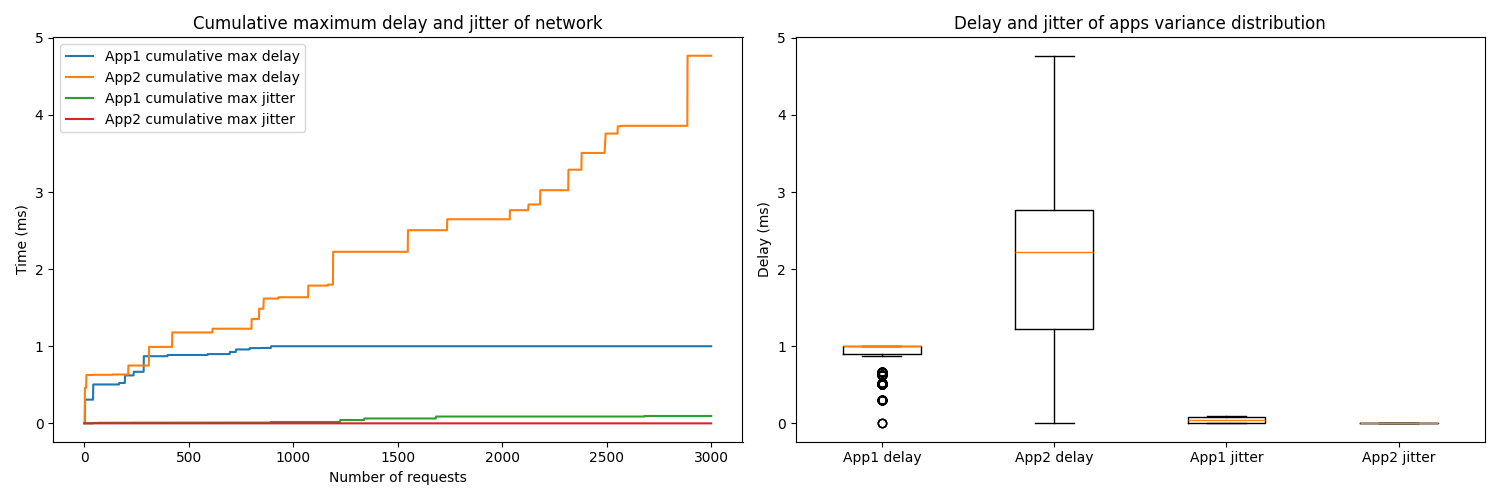 Cumulative maximum delay and jitter of network
App1 cumulative max delay
App2 cumulative max delay
App1 cumulative max jitter
App2 cumulative max jitter
Time (ms)
5
4
3
2
1
0
0 500 1000 1500 2000 2500 3000
Number of requests
Delay and jitter of apps variance distribution
Delay (ms)
5
4
3
2
1
0
App1 delay App2 delay App1 jitter App2 jitter